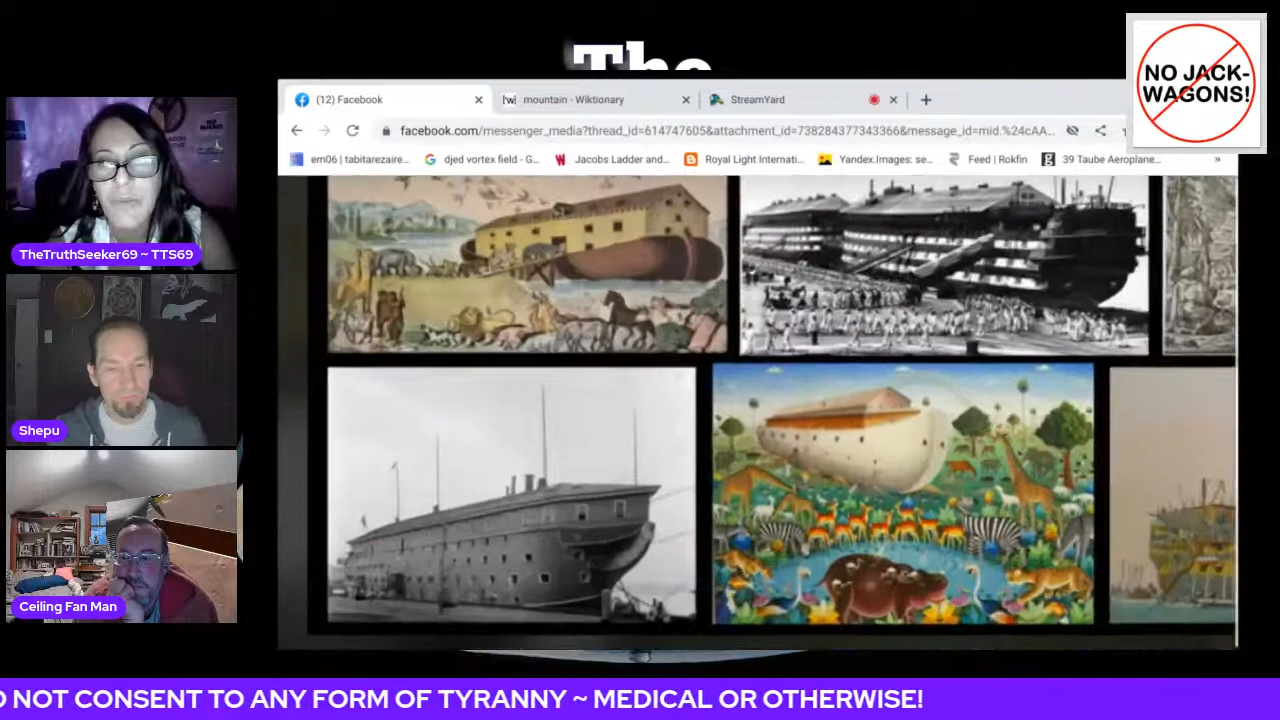 The
NO JACK-
WAGONS!
(12) Facebook
mountain - Wiktionary
StreamYard
facebook.com/messenger_media?thread_id=614747605&attachment_id=738284377343366&message_id=mid.%24cAA...
em06 | tabitarezaire...
djed vortex field - G...
Jacobs Ladder and...
Royal Light Internati...
Yandex.Images: se...
Feed | Rokfin
39 Taube Aeroplane...
»
TheTruthSeeker69 ~ TTS69
Shepu
Ceiling Fan Man
O NOT CONSENT TO ANY FORM OF TYRANNY ~ MEDICAL OR OTHERWISE!